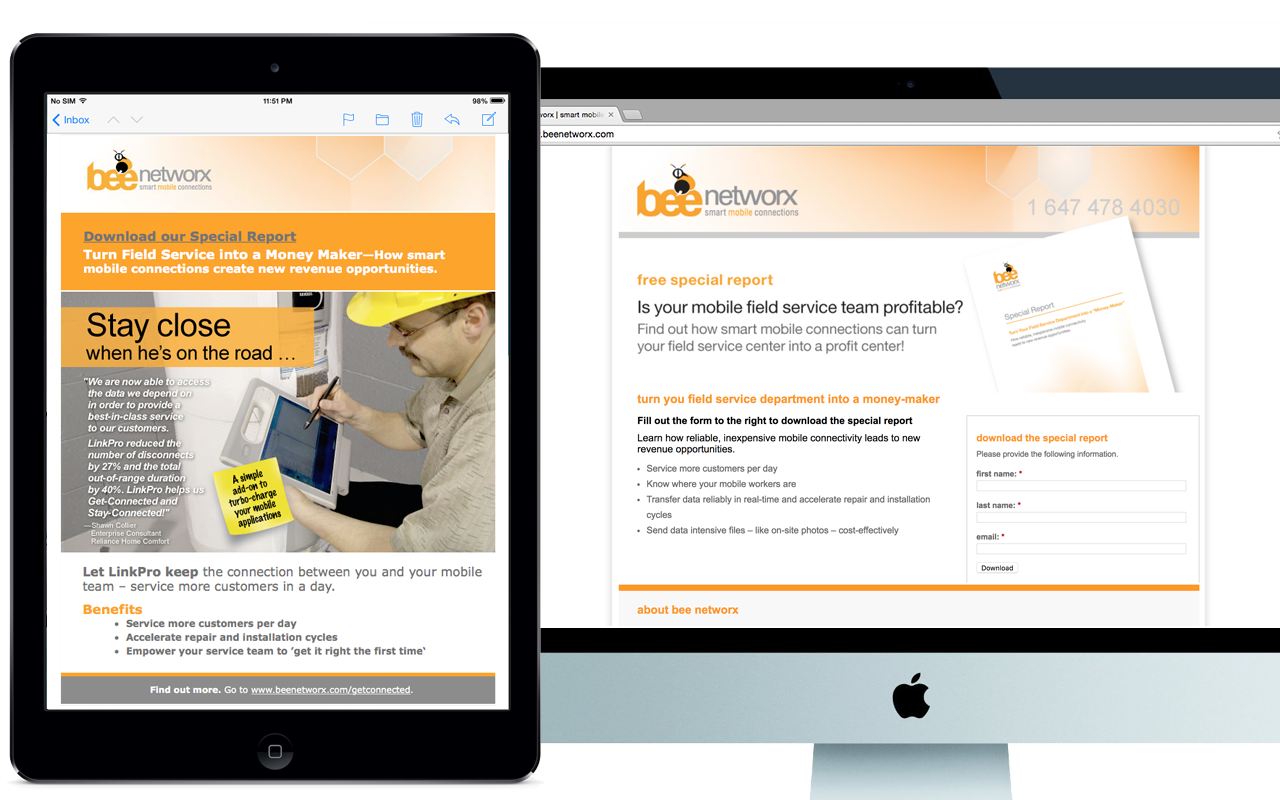 No SIM
11:51 PM
98%
Inbox
bee networx
smart mobile connections
Download our Special Report
Turn Field Service into a Money Maker—How smart
mobile connections create new revenue opportunities.
Stay close
when he's on the road ...
"We are now able to access
the data we depend on
in order to provide a
best-in-class service
to our customers.
LinkPro reduced the
number of disconnects
by 27% and the total
out-of-range duration
by 40%. LinkPro helps us
Get-Connected and
Stay-Connected!"
—Shawn Collier
Enterprise Consultant
Reliance Home Comfort
A simple
add-on to
turbo-charge
your mobile
applications
Let LinkPro keep the connection between you and your mobile
team – service more customers in a day.
Benefits
• Service more customers per day
• Accelerate repair and installation cycles
• Empower your service team to 'get it right the first time'
Find out more. Go to www.beenetworx.com/getconnected.
worx | smart mobile
.beenetworx.com
bee networx
smart mobile connections
1 647 478 4030
free special report
Is your mobile field service team profitable?
Find out how smart mobile connections can turn
your field service center into a profit center!
bee
networx
Special Report
Turn Your Field Service Department into a "Money Maker"
How reliable, inexpensive mobile connectivity
leads to new revenue opportunities.
turn you field service department into a money-maker
Fill out the form to the right to download the special report
Learn how reliable, inexpensive mobile connectivity leads to new
revenue opportunities.
• Service more customers per day
• Know where your mobile workers are
• Transfer data reliably in real-time and accelerate repair and installation
cycles
• Send data intensive files – like on-site photos – cost-effectively
download the special report
Please provide the following information.
first name: *
last name: *
email: *
Download
about bee networx